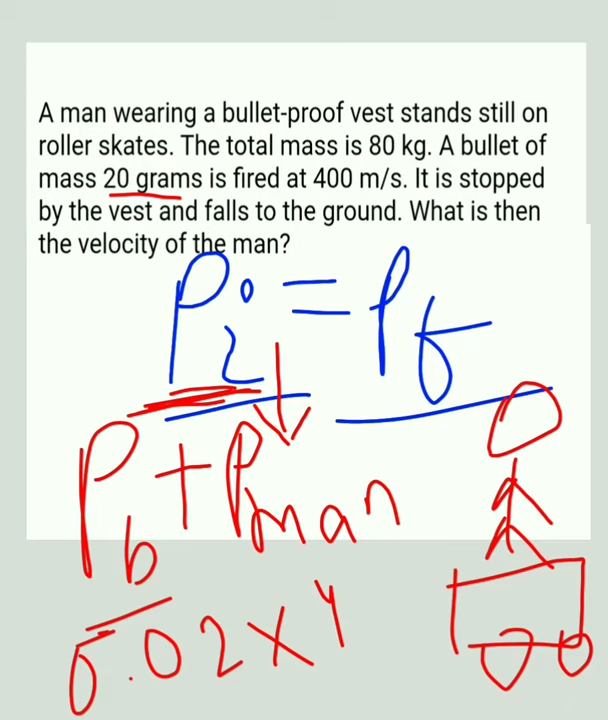 A man wearing a bullet-proof vest stands still on
roller skates. The total mass is 80 kg. A bullet of
mass 20 grams is fired at 400 m/s. It is stopped
by the vest and falls to the ground. What is then
the velocity of the man?
Pi = Pf
Pb + Pman
0.02 x 4